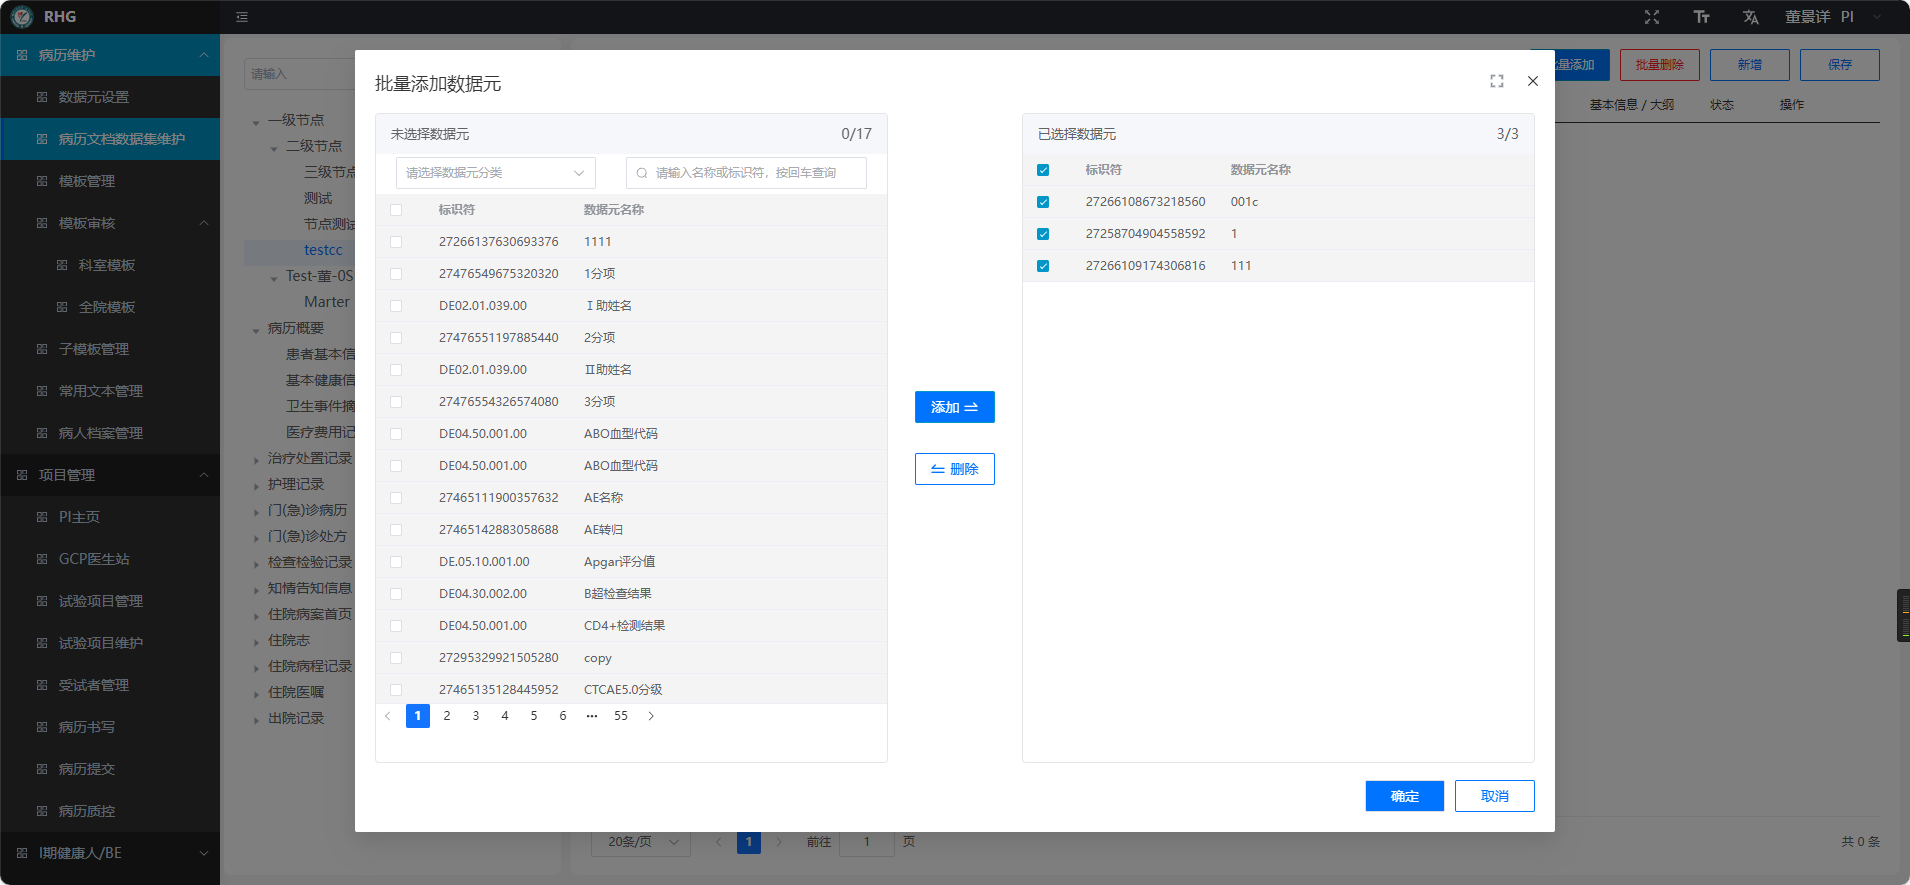 RHG
董景详 PI
病历维护
数据元设置
病历文档数据集维护
模板管理
模板审核
科室模板
全院模板
子模板管理
常用文本管理
病人档案管理
项目管理
PI主页
GCP医生站
试验项目管理
试验项目维护
受试者管理
病历书写
病历提交
病历质控
I期健康人/BE
请输入
一级节点
二级节点
三级节点
测试
节点测试
testcc
Test-董-0S
Marter
病历概要
患者基本信
基本健康信
卫生事件摘
医疗费用记
治疗处置记录
护理记录
门(急)诊病历
门(急)诊处方
检查检验记录
知情告知信息
住院病案首页
住院志
住院病程记录
住院医嘱
出院记录
批量添加数据元
未选择数据元 0/17
请选择数据元分类 请输入名称或标识符，按回车查询
标识符 数据元名称
27266137630693376 1111
27476549675320320 1分项
DE02.01.039.00 Ⅰ助姓名
27476551197885440 2分项
DE02.01.039.00 Ⅱ助姓名
27476554326574080 3分项
DE04.50.001.00 ABO血型代码
DE04.50.001.00 ABO血型代码
27465111900357632 AE名称
27465142883058688 AE转归
DE.05.10.001.00 Apgar评分值
DE04.30.002.00 B超检查结果
DE04.50.001.00 CD4+检测结果
27295329921505280 copy
27465135128445952 CTCAE5.0分级
1 2 3 4 5 6 ··· 55
添加
删除
已选择数据元 3/3
标识符 数据元名称
27266108673218560 001c
27258704904558592 1
27266109174306816 111
确定 取消
量添加 批量删除 新增 保存
基本信息 / 大纲 状态 操作
20条/页 1 前往 1 页 共 0 条